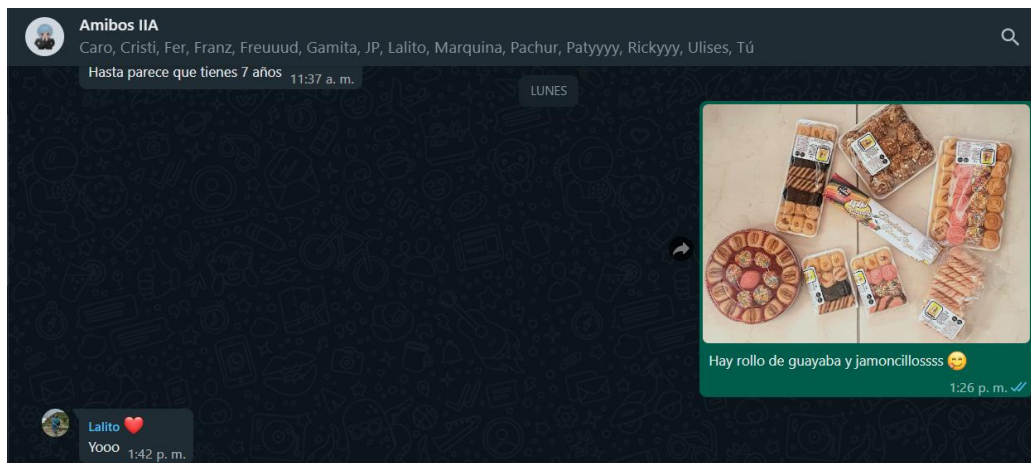 Amibos IIA
Caro, Cristi, Fer, Franz, Freuuud, Gamita, JP, Lalito, Marquina, Pachur, Patyyyy, Rickyyy, Ulises, Tú
Hasta parece que tienes 7 años 11:37 a. m.
LUNES
Hay rollo de guayaba y jamoncillossss 😋
1:26 p. m.
Lalito ❤️
Yooo 1:42 p. m.